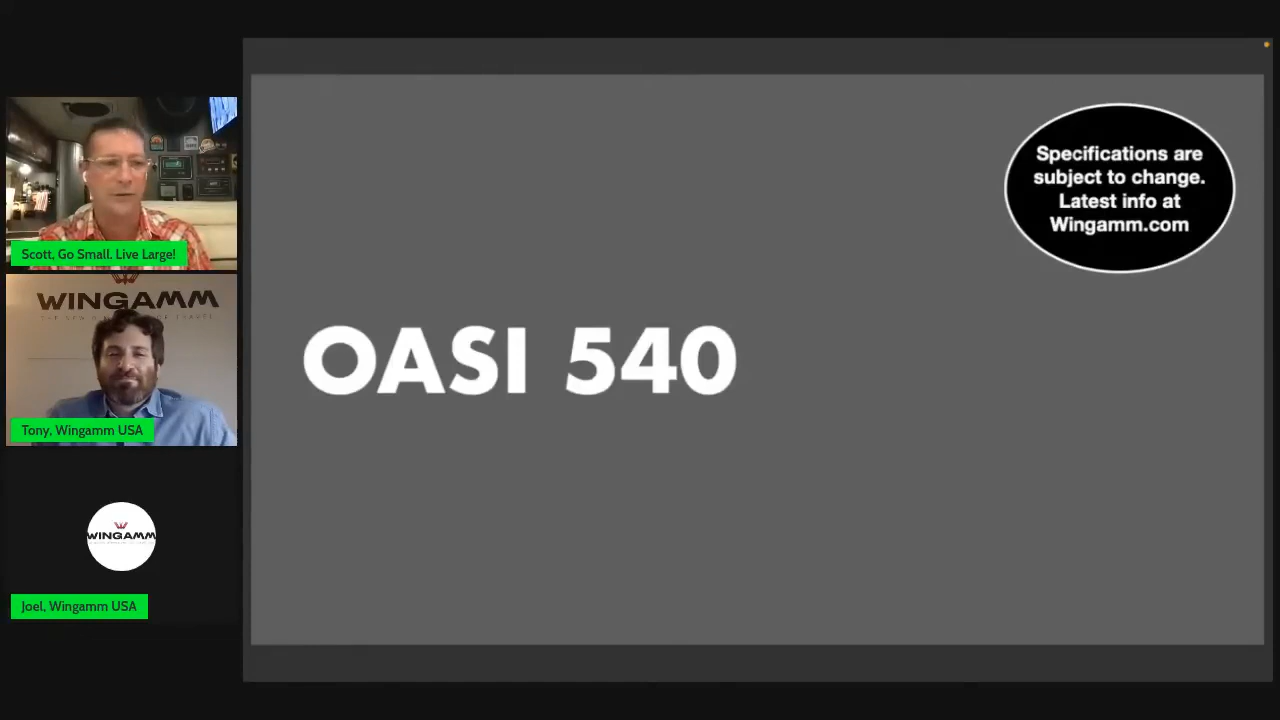 Scott, Go Small. Live Large!
WINGAMM
Tony, Wingamm USA
WINGAMM
Joel, Wingamm USA
OASI 540
Specifications are
subject to change.
Latest info at
Wingamm.com